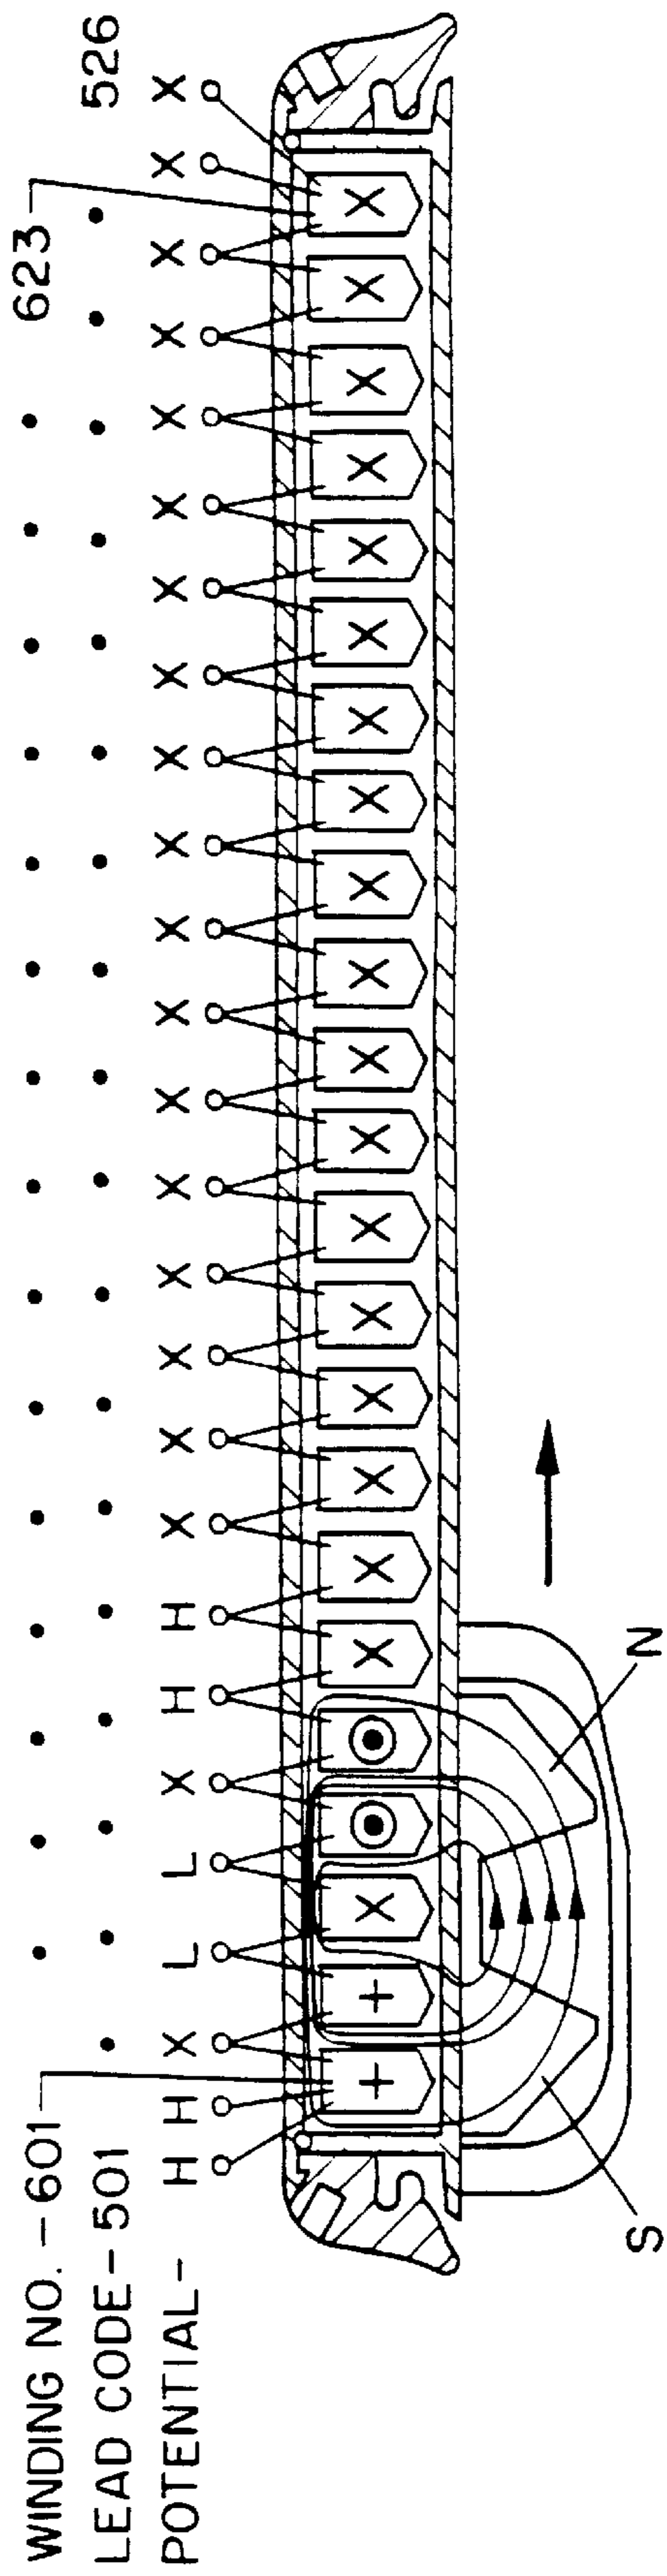 WINDING NO. – 601 623
LEAD CODE – 501 526
POTENTIAL – H H X L L X H H X X X X X X X X X X X X X X X X X X
S N